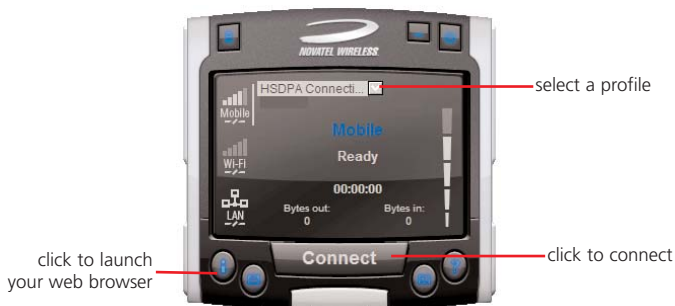 NOVATEL WIRELESS
HSDPA Connecti...
select a profile
Mobile
Mobile
Ready
Wi-Fi
00:00:00
LAN
Bytes out:
0
Bytes in:
0
click to launch
your web browser
Connect
click to connect